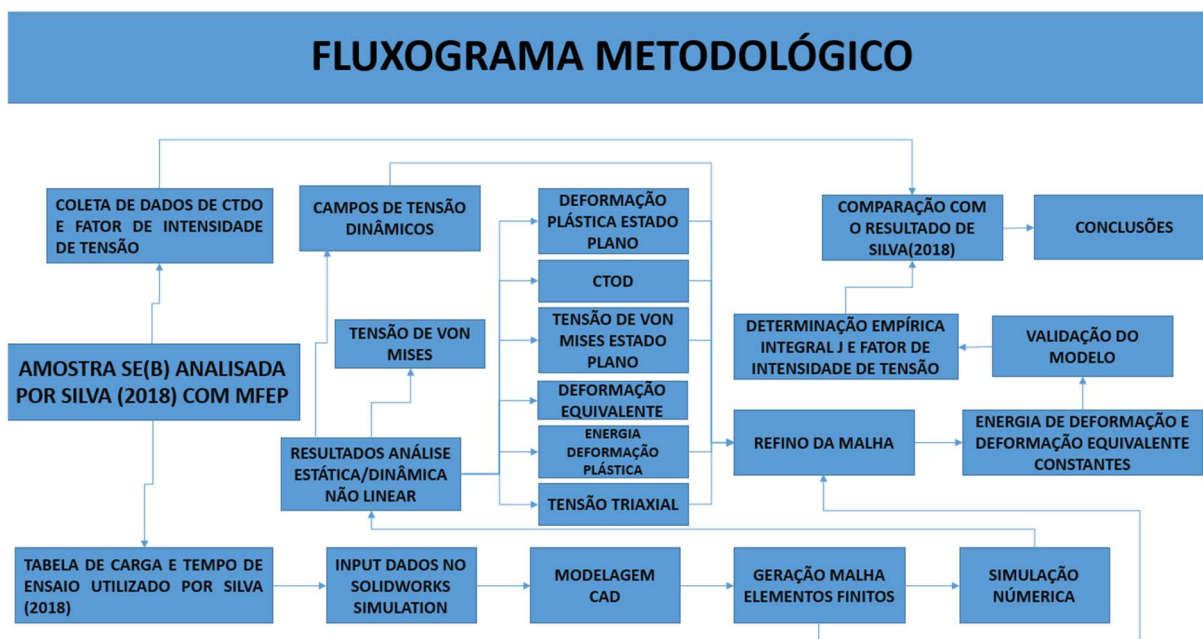 FLUXOGRAMA METODOLÓGICO
COLETA DE DADOS DE CTDO
E FATOR DE INTENSIDADE
DE TENSÃO
CAMPOS DE TENSÃO
DINÂMICOS
DEFORMAÇÃO
PLÁSTICA ESTADO
PLANO
COMPARAÇÃO COM
O RESULTADO DE
SILVA(2018)
CONCLUSÕES
CTOD
TENSÃO DE VON
MISES
TENSÃO DE VON
MISES ESTADO
PLANO
DETERMINAÇÃO EMPÍRICA
INTEGRAL J E FATOR DE
INTENSIDADE DE TENSÃO
VALIDAÇÃO DO
MODELO
AMOSTRA SE(B) ANALISADA
POR SILVA (2018) COM MFEP
DEFORMAÇÃO
EQUIVALENTE
RESULTADOS ANÁLISE
ESTÁTICA/DINÂMICA
NÃO LINEAR
ENERGIA
DEFORMAÇÃO
PLÁSTICA
REFINO DA MALHA
ENERGIA DE DEFORMAÇÃO E
DEFORMAÇÃO EQUIVALENTE
CONSTANTES
TENSÃO TRIAXIAL
TABELA DE CARGA E TEMPO DE
ENSAIO UTILIZADO POR SILVA
(2018)
INPUT DADOS NO
SOLIDWORKS
SIMULATION
MODELAGEM
CAD
GERAÇÃO MALHA
ELEMENTOS FINITOS
SIMULAÇÃO
NÚMERICA